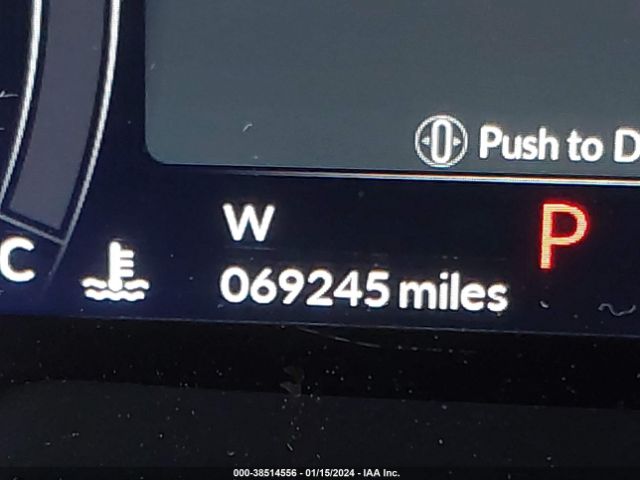 Push to D
W
P
C
069245 miles
000-38514556 - 01/15/2024 - IAA Inc.